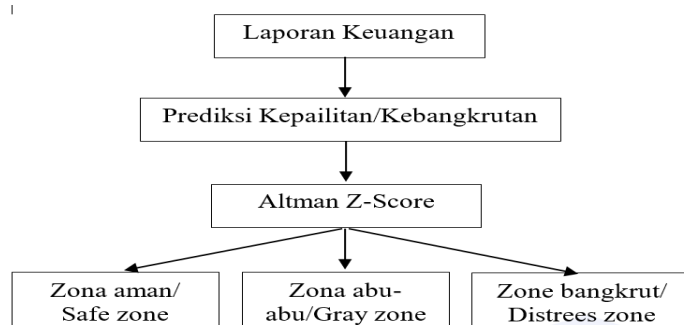 Laporan Keuangan
Prediksi Kepailitan/Kebangkrutan
Altman Z-Score
Zona aman/
Safe zone
Zona abu-
abu/Gray zone
Zone bangkrut/
Distrees zone